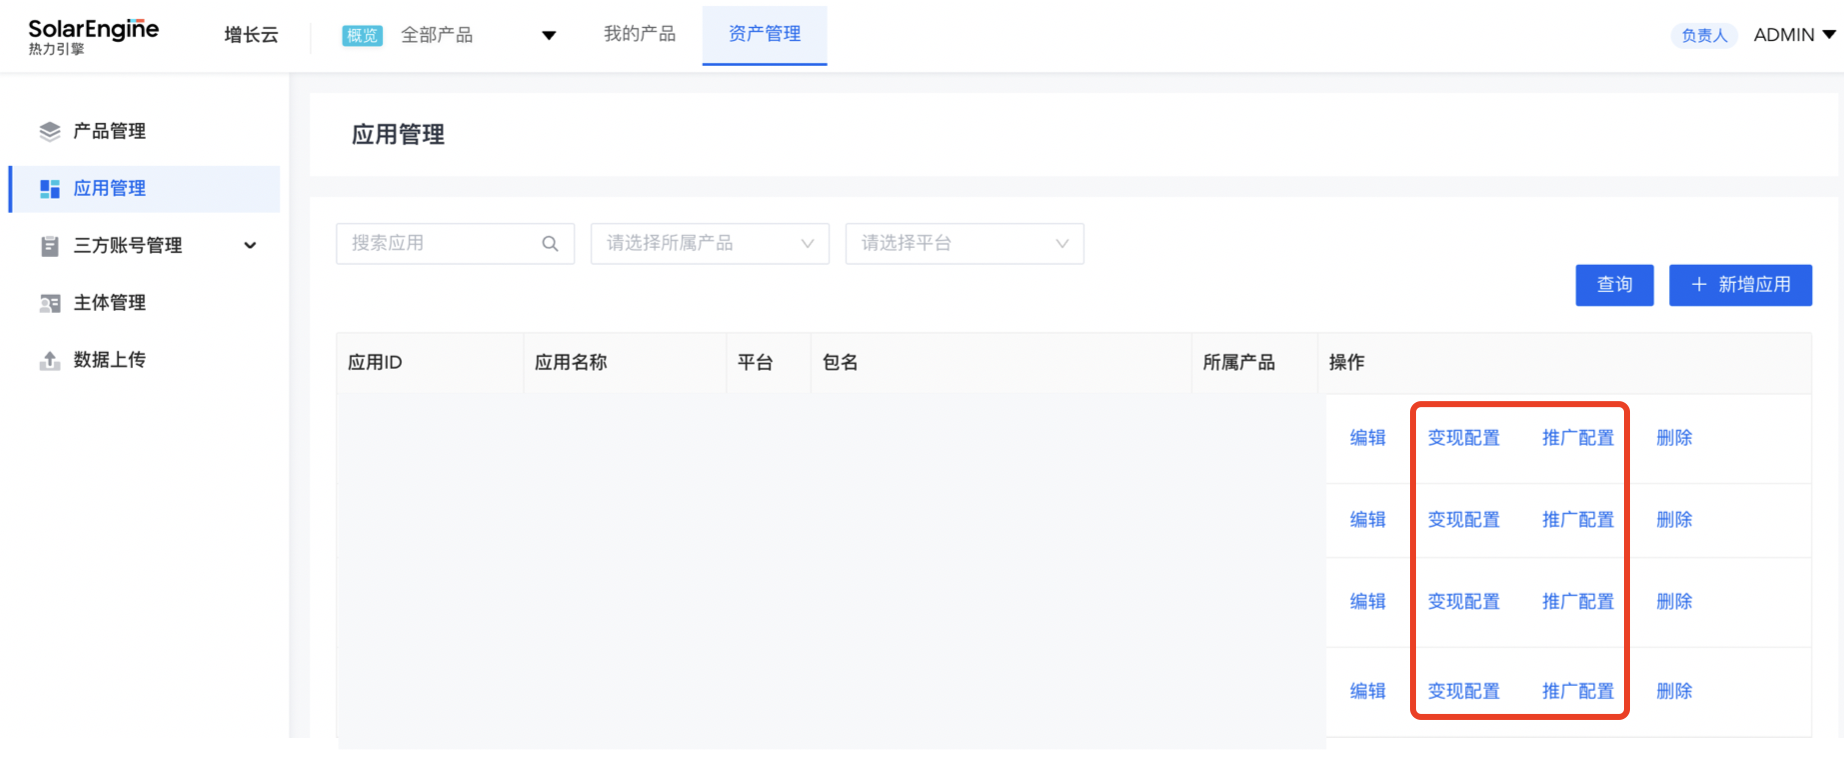 SolarEngine
热力引擎
增长云
概览 全部产品
我的产品
资产管理
负责人 ADMIN
产品管理
应用管理
三方账号管理
主体管理
数据上传
应用管理
搜索应用
请选择所属产品
请选择平台
查询
+ 新增应用
应用ID 应用名称 平台 包名 所属产品 操作
编辑 变现配置 推广配置 删除
编辑 变现配置 推广配置 删除
编辑 变现配置 推广配置 删除
编辑 变现配置 推广配置 删除